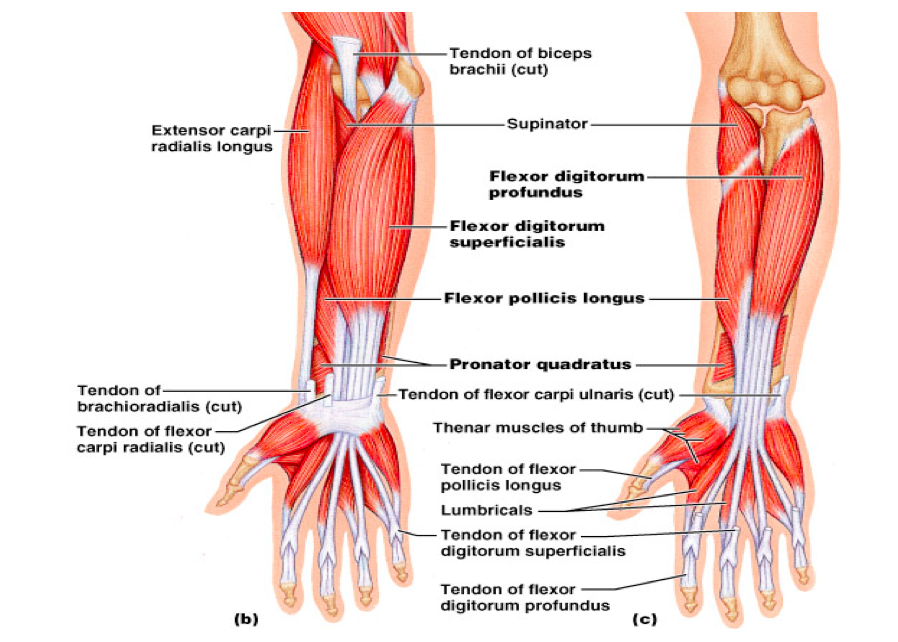 Tendon of biceps
brachii (cut)
Extensor carpi
radialis longus
Supinator
Flexor digitorum
profundus
Flexor digitorum
superficialis
Flexor pollicis longus
Pronator quadratus
Tendon of
brachioradialis (cut)
Tendon of flexor carpi ulnaris (cut)
Tendon of flexor
carpi radialis (cut)
Thenar muscles of thumb
Tendon of flexor
pollicis longus
Lumbricals
Tendon of flexor
digitorum superficialis
Tendon of flexor
digitorum profundus
(b)
(c)